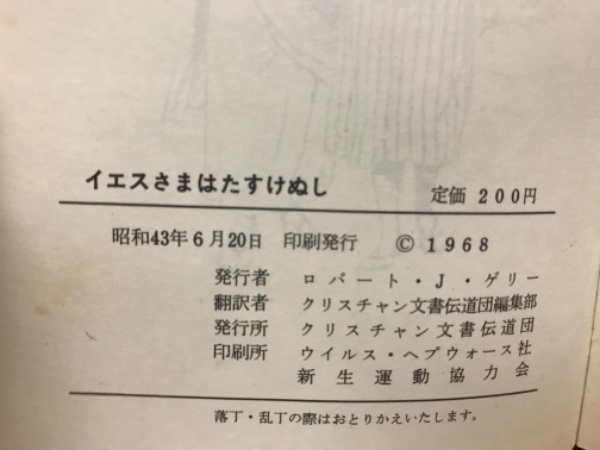 イエスさまはたすけぬし 定価 200円
昭和43年6月20日 印刷発行 © 1968
発行者 ロバート・J・ゲリー
翻訳者 クリスチャン文書伝道団編集部
発行所 クリスチャン文書伝道団
印刷所 ウイルス・ヘプウォース社
新生運動協力会
落丁・乱丁の際はおとりかえいたします。